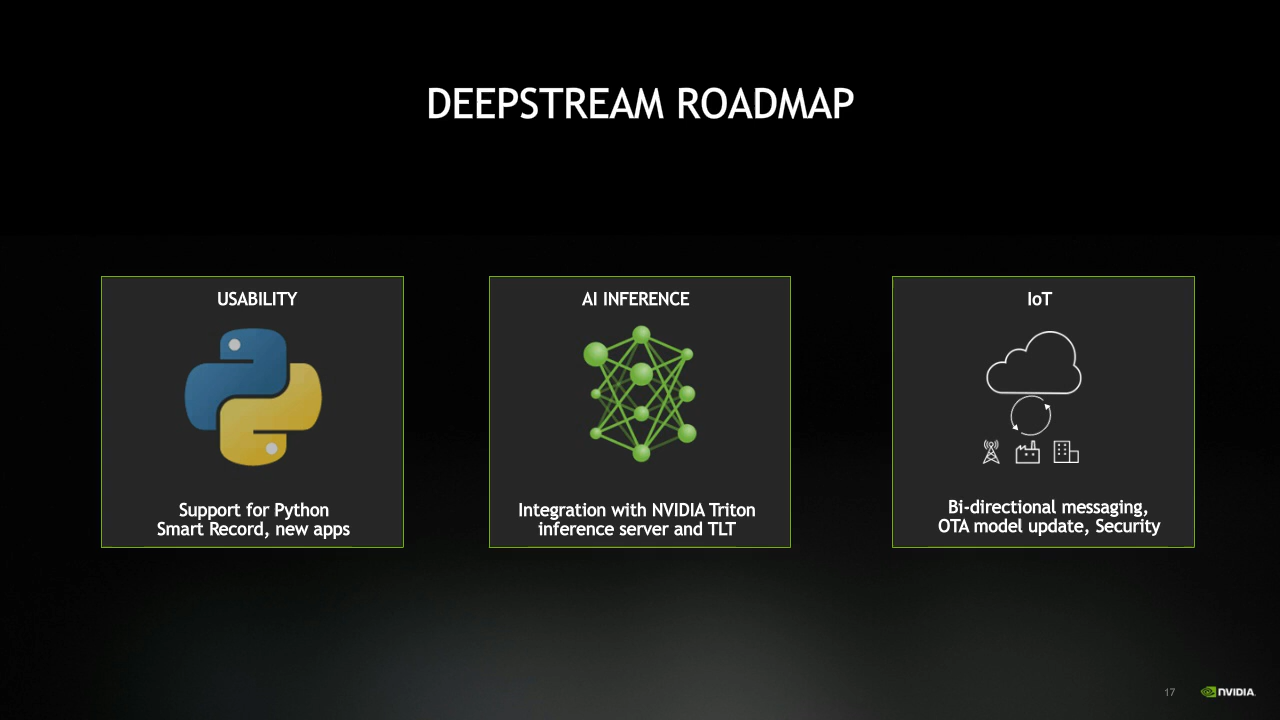 DEEPSTREAM ROADMAP
USABILITY
Support for Python
Smart Record, new apps
AI INFERENCE
Integration with NVIDIA Triton
inference server and TLT
IoT
Bi-directional messaging,
OTA model update, Security
17
NVIDIA.